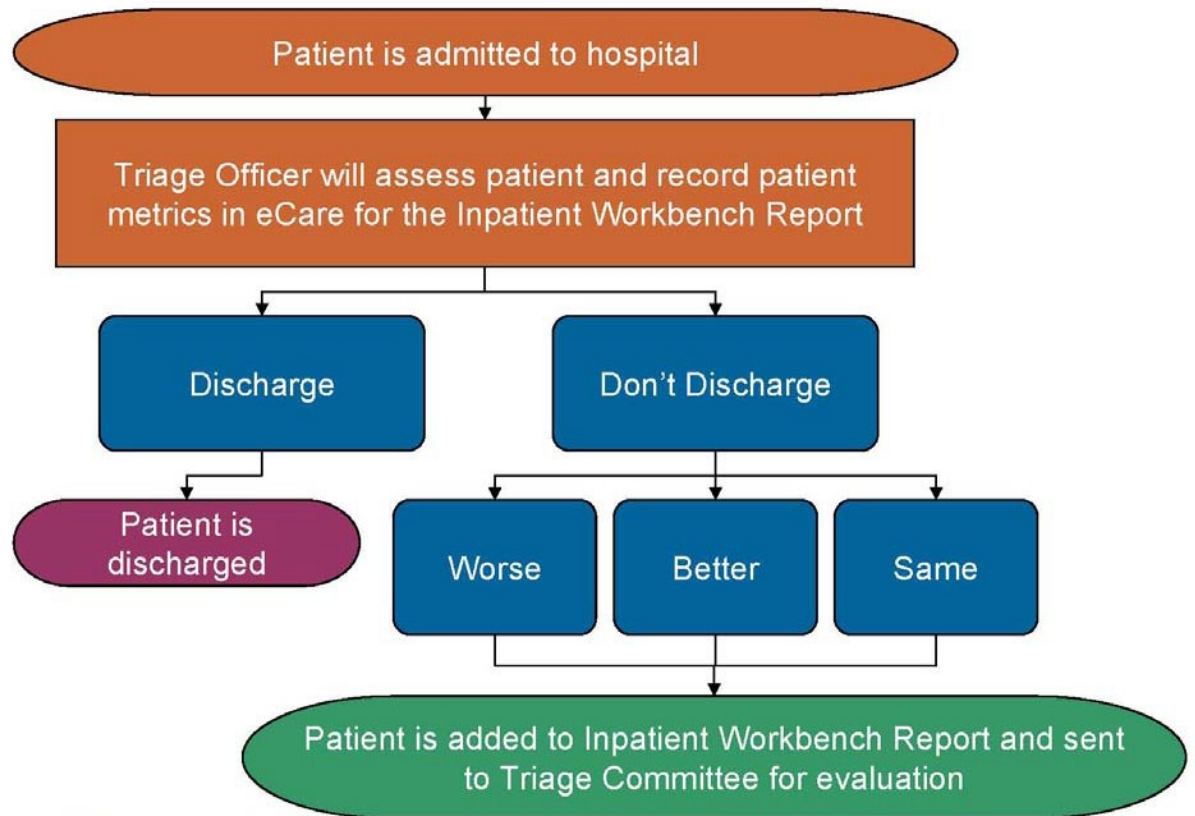 Patient is admitted to hospital
Triage Officer will assess patient and record patient
metrics in eCare for the Inpatient Workbench Report
Discharge
Don't Discharge
Patient is
discharged
Worse
Better
Same
Patient is added to Inpatient Workbench Report and sent
to Triage Committee for evaluation